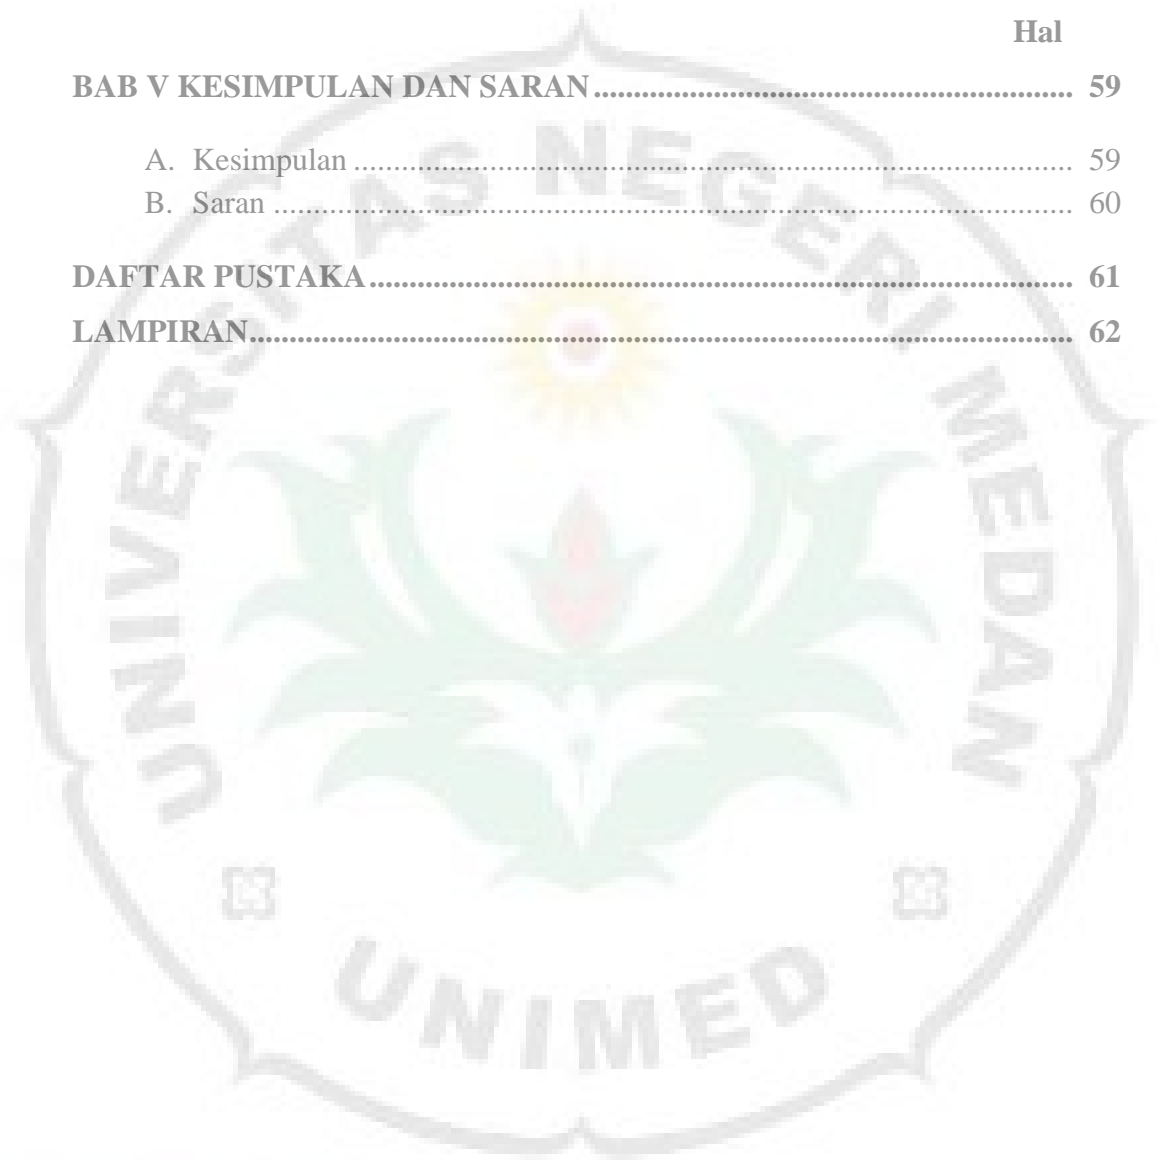 Hal
BAB V KESIMPULAN DAN SARAN............................................................ 59
A. Kesimpulan ............................................................................. 59
B. Saran ...................................................................................... 60
DAFTAR PUSTAKA........................................................................................ 61
LAMPIRAN....................................................................................................... 62
UNIVERSITAS NEGERI MEDAN
UNIMED